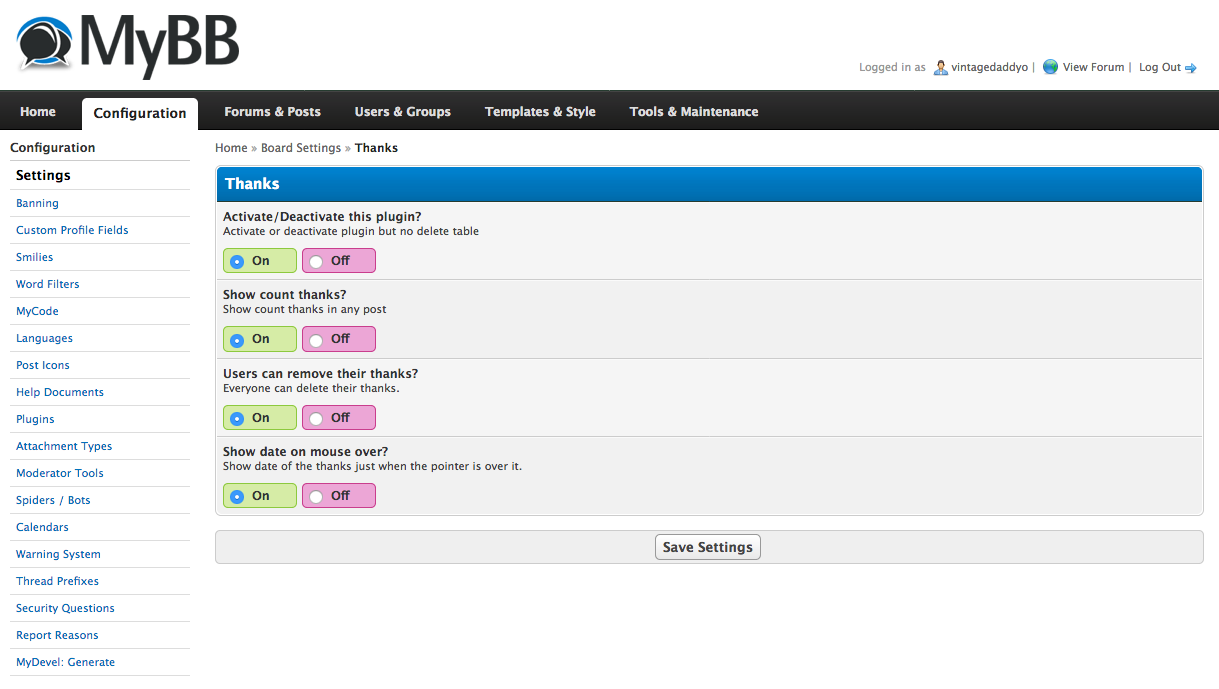 MyBB
Logged in as vintagedaddyo | View Forum | Log Out
Home Configuration Forums & Posts Users & Groups Templates & Style Tools & Maintenance
Configuration
Settings
Banning
Custom Profile Fields
Smilies
Word Filters
MyCode
Languages
Post Icons
Help Documents
Plugins
Attachment Types
Moderator Tools
Spiders / Bots
Calendars
Warning System
Thread Prefixes
Security Questions
Report Reasons
MyDevel: Generate
Home » Board Settings » Thanks
Thanks
Activate/Deactivate this plugin?
Activate or deactivate plugin but no delete table
On Off
Show count thanks?
Show count thanks in any post
On Off
Users can remove their thanks?
Everyone can delete their thanks.
On Off
Show date on mouse over?
Show date of the thanks just when the pointer is over it.
On Off
Save Settings